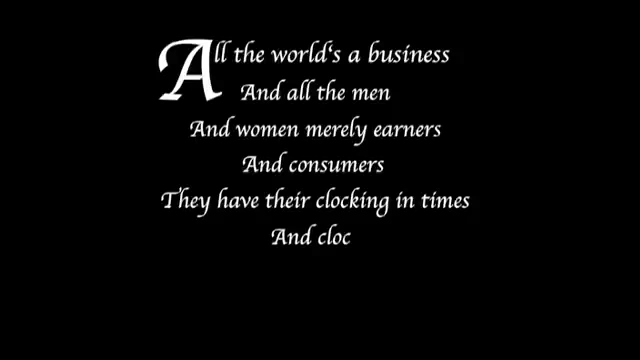 All the world's a business
And all the men
And women merely earners
And consumers
They have their clocking in times
And cloc